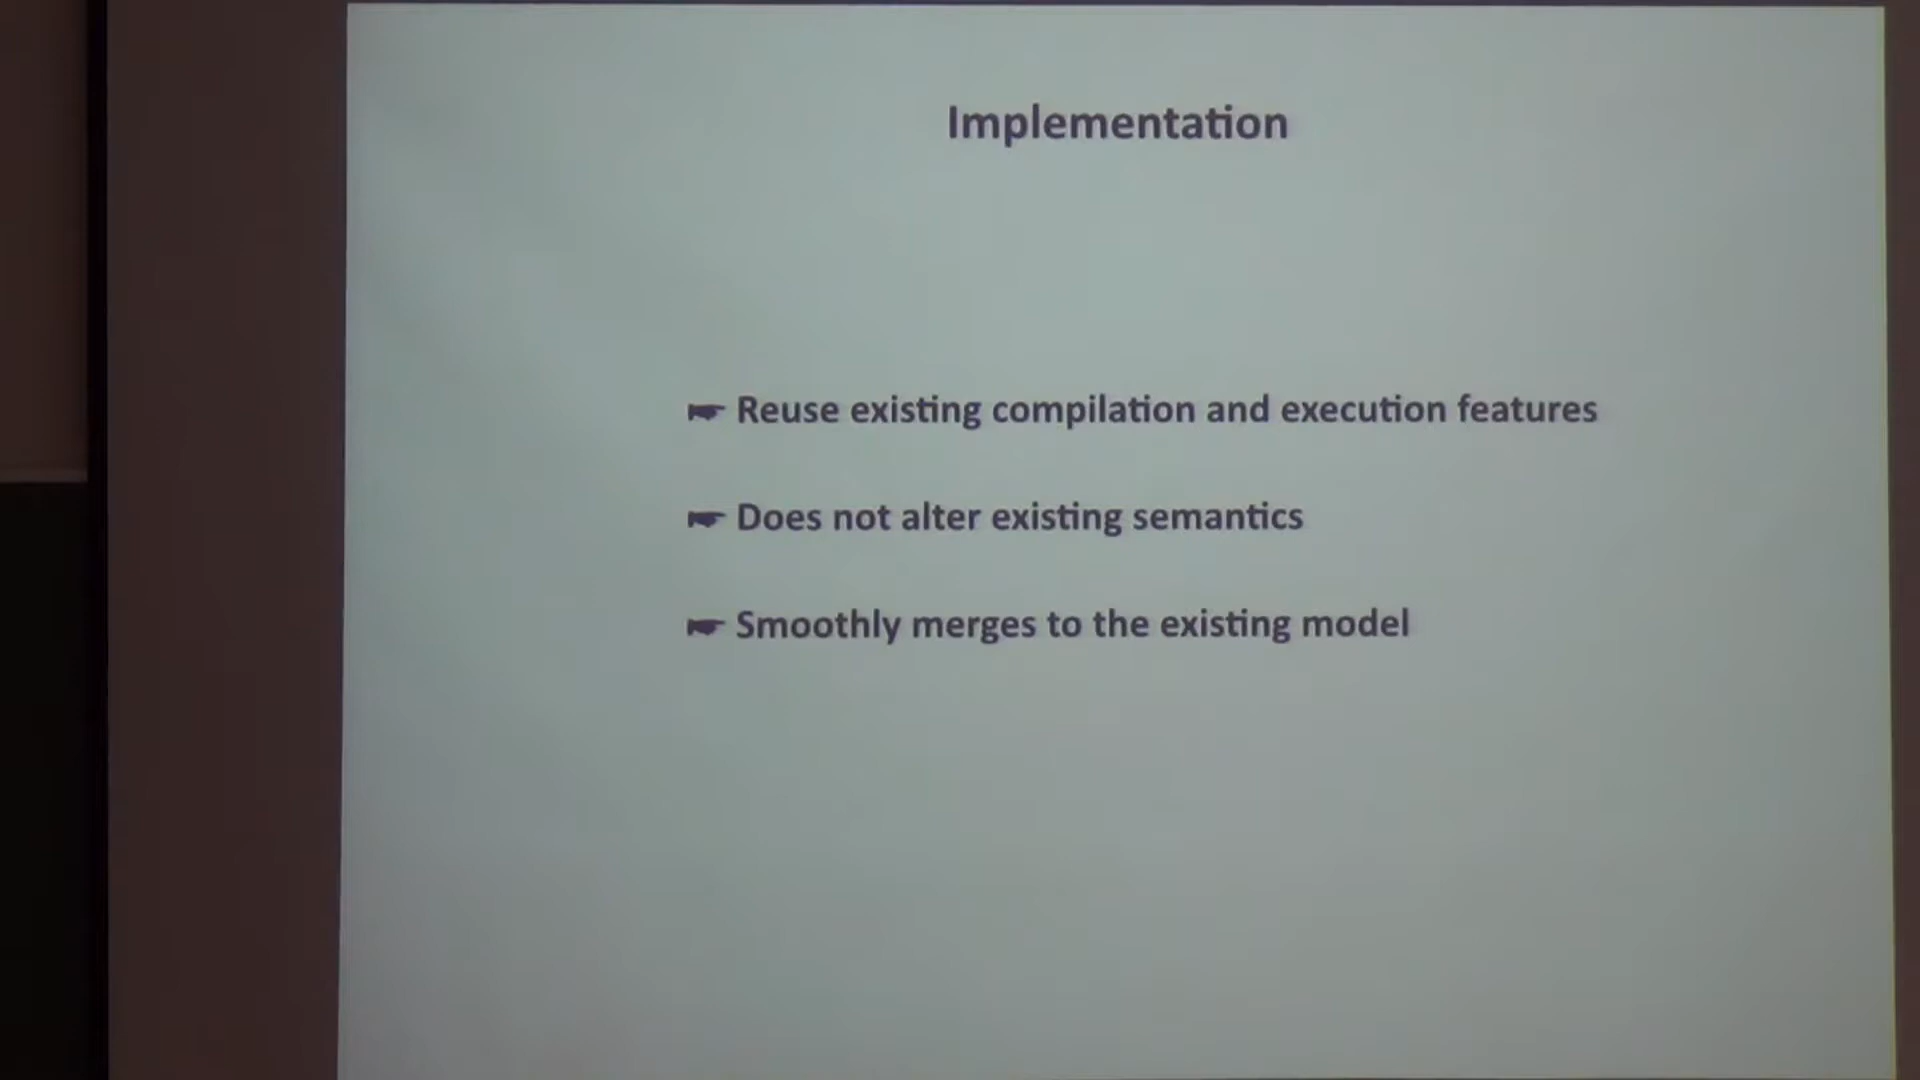 Implementation
☛ Reuse existing compilation and execution features
☛ Does not alter existing semantics
☛ Smoothly merges to the existing model